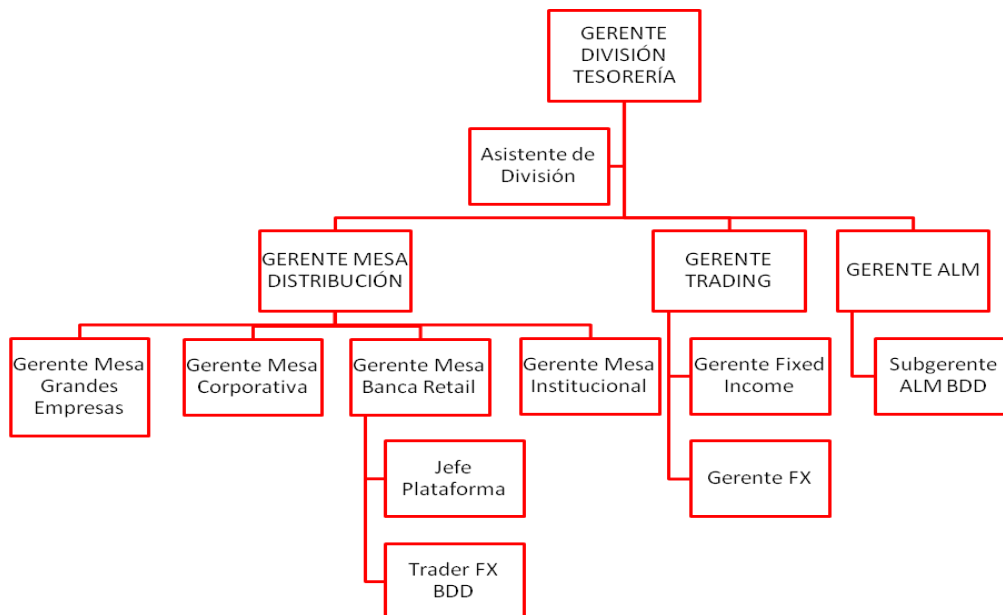 GERENTE
DIVISIÓN
TESORERÍA
Asistente de
División
GERENTE MESA
DISTRIBUCIÓN
GERENTE
TRADING
GERENTE ALM
Gerente Mesa
Grandes
Empresas
Gerente Mesa
Corporativa
Gerente Mesa
Banca Retail
Gerente Mesa
Institucional
Gerente Fixed
Income
Subgerente
ALM BDD
Jefe
Plataforma
Gerente FX
Trader FX
BDD